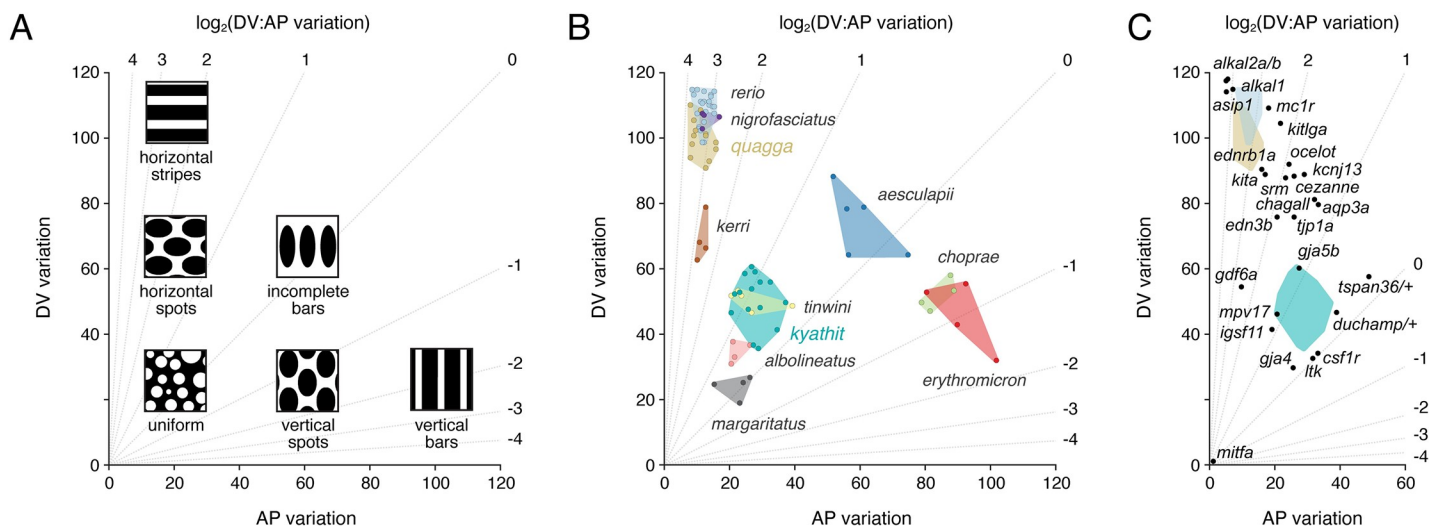 A
log₂(DV:AP variation)
4 3 2 1 0
120
100
80
60
40
20
0
DV variation
horizontal
stripes
horizontal
spots
incomplete
bars
uniform
vertical
spots
vertical
bars
-1
-2
-3
-4
0 20 40 60 80 100 120
AP variation
B
log₂(DV:AP variation)
4 3 2 1 0
120
100
80
60
40
20
0
DV variation
rerio
nigrofasciatus
quagga
kerri
aesculapii
choprae
tinwini
kyathit
albolineatus
erythromicron
margaritatus
-1
-2
-3
-4
0 20 40 60 80 100 120
AP variation
C
log₂(DV:AP variation)
2 1
120
100
80
60
40
20
0
DV variation
alkal2a/b
alkal1
asip1
mc1r
kitlga
ednrb1a
ocelot
kcnj13
kita
srm
cezanne
chagall
aqp3a
edn3b
tjp1a
gja5b
gdf6a
tspan36/+
mpv17
duchamp/+
igsf11
gja4
csf1r
ltk
mitfa
0
-1
-2
-3
-4
0 20 40 60
AP variation